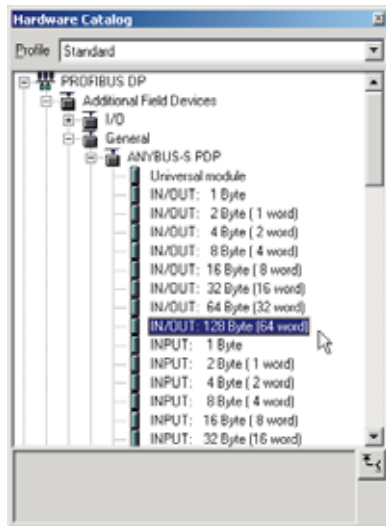 Hardware Catalog
Profile Standard
PROFIBUS DP
Additional Field Devices
I/O
General
ANYBUS-S PDP
Universal module
IN/OUT: 1 Byte
IN/OUT: 2 Byte ( 1 word)
IN/OUT: 4 Byte ( 2 word)
IN/OUT: 8 Byte ( 4 word)
IN/OUT: 16 Byte ( 8 word)
IN/OUT: 32 Byte (16 word)
IN/OUT: 64 Byte (32 word)
IN/OUT: 128 Byte (64 word)
INPUT: 1 Byte
INPUT: 2 Byte ( 1 word)
INPUT: 4 Byte ( 2 word)
INPUT: 8 Byte ( 4 word)
INPUT: 16 Byte ( 8 word)
INPUT: 32 Byte (16 word)